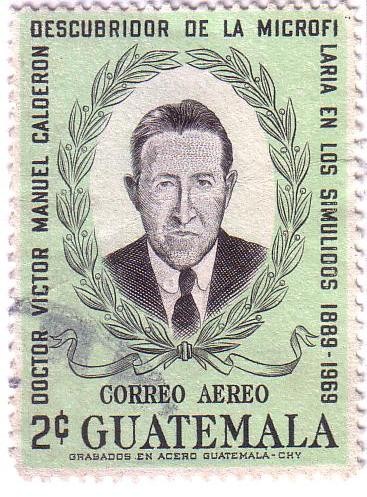 DOCTOR VICTOR MANUEL CALDERON
DESCUBRIDOR DE LA MICROFI
LARIA EN LOS SIMULIDOS 1889-1969
CORREO AEREO
2¢ GUATEMALA
GRABADOS EN ACERO GUATEMALA-CHY